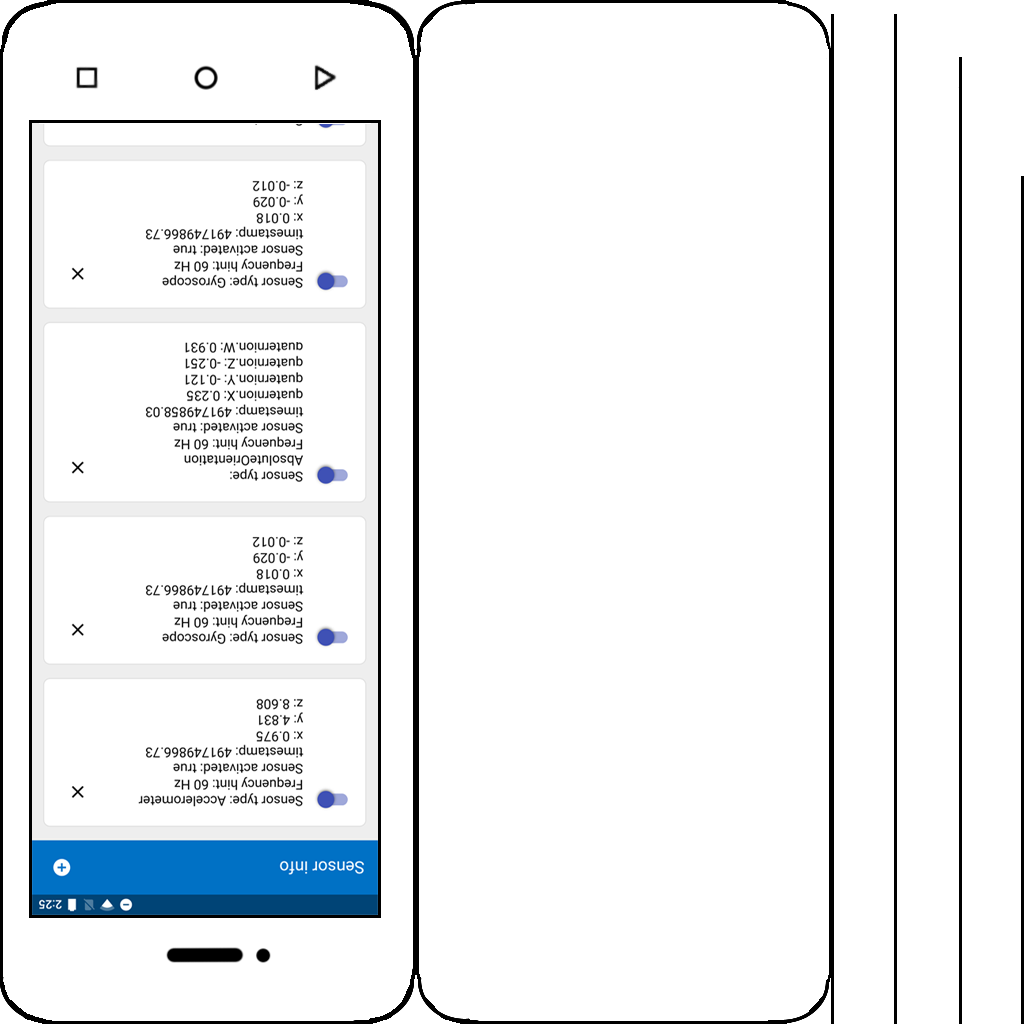 2:25
Sensor info
Sensor type: Accelerometer
Frequency hint: 60 Hz
Sensor activated: true
timestamp: 491749866.73
x: 0.975
y: 4.831
z: 8.608
Sensor type: Gyroscope
Frequency hint: 60 Hz
Sensor activated: true
timestamp: 491749866.73
x: 0.018
y: -0.029
z: -0.012
Sensor type:
AbsoluteOrientation
Frequency hint: 60 Hz
Sensor activated: true
timestamp: 491749858.03
quaternion.X: 0.235
quaternion.Y: -0.121
quaternion.Z: -0.251
quaternion.W: 0.931
Sensor type: Gyroscope
Frequency hint: 60 Hz
Sensor activated: true
timestamp: 491749866.73
x: 0.018
y: -0.029
z: -0.012